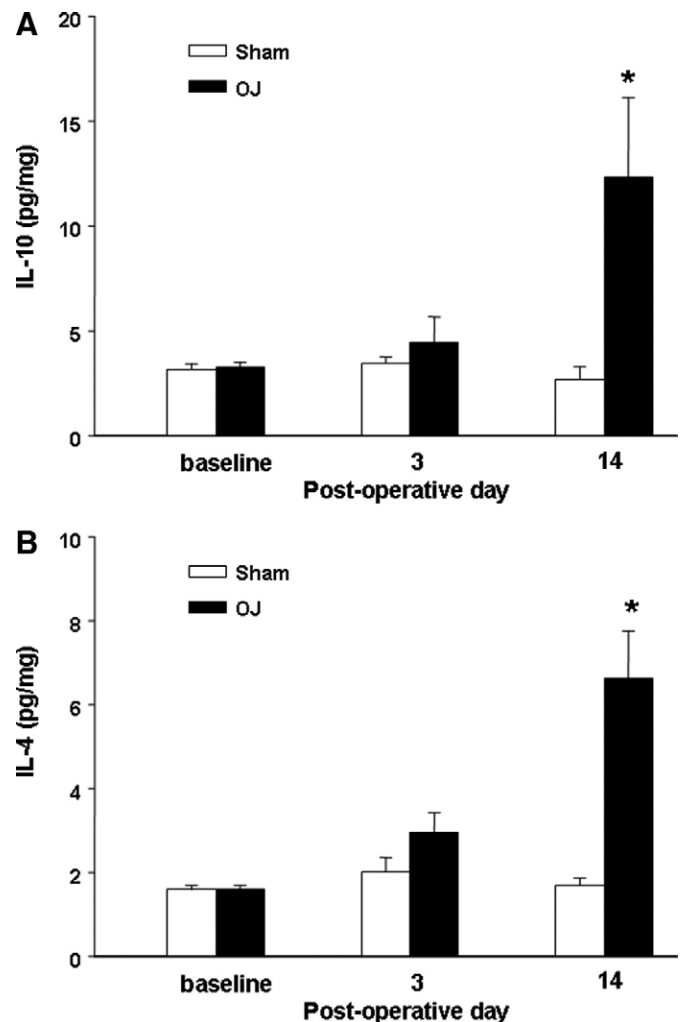 A
20
Sham
OJ
*
15
IL-10 (pg/mg)
10
5
0
baseline 3 14
Post-operative day
B
10
Sham
OJ
*
8
IL-4 (pg/mg)
6
4
2
0
baseline 3 14
Post-operative day